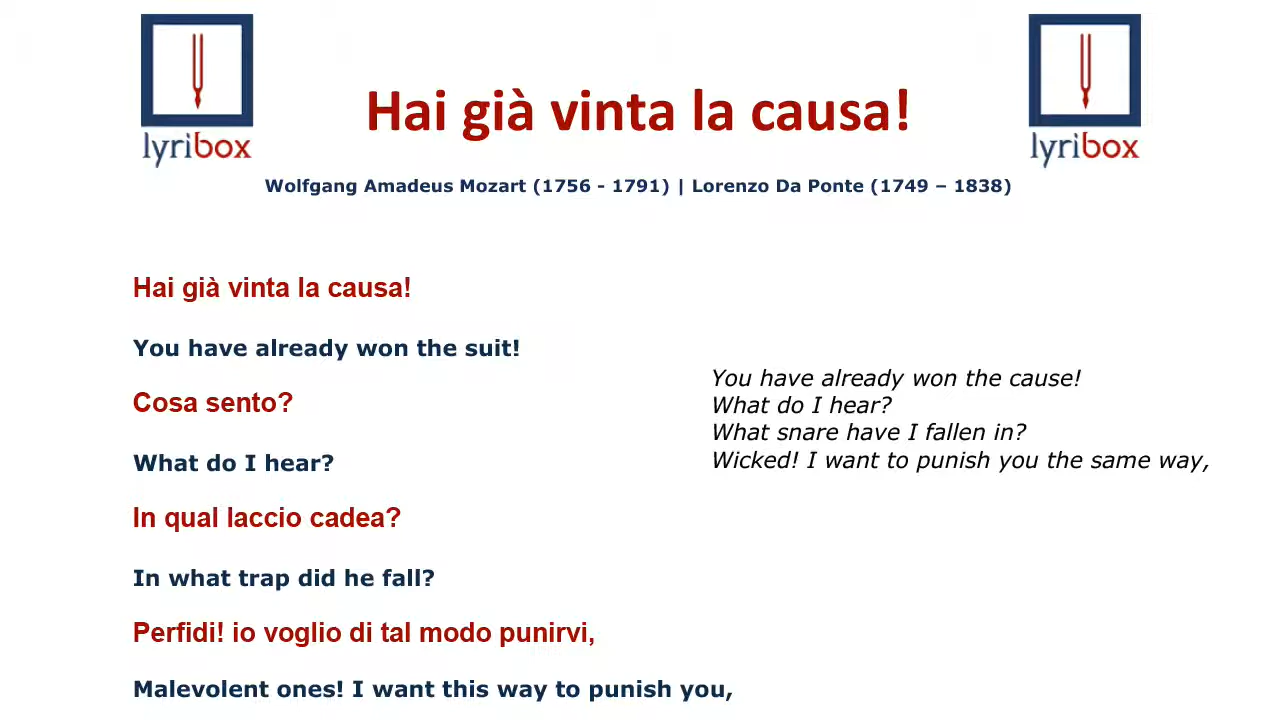 lyribox
Hai già vinta la causa!
lyribox
Wolfgang Amadeus Mozart (1756 - 1791) | Lorenzo Da Ponte (1749 – 1838)
Hai già vinta la causa!
You have already won the suit!
Cosa sento?
What do I hear?
In qual laccio cadea?
In what trap did he fall?
Perfidi! io voglio di tal modo punirvi,
Malevolent ones! I want this way to punish you,
You have already won the cause!
What do I hear?
What snare have I fallen in?
Wicked! I want to punish you the same way,